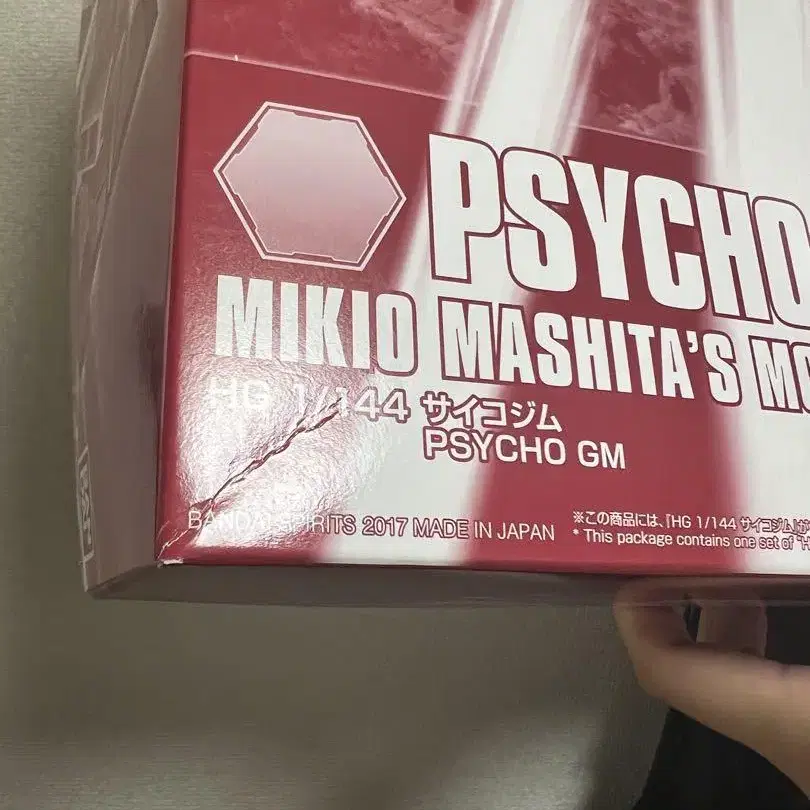 PSYCHO
MIKIO MASHITA'S MO
HG 1/144 サイコジム
PSYCHO GM
BANDAI SPIRITS 2017 MADE IN JAPAN
※この商品には、「HG 1/144 サイコジム」が
* This package contains one set of "H